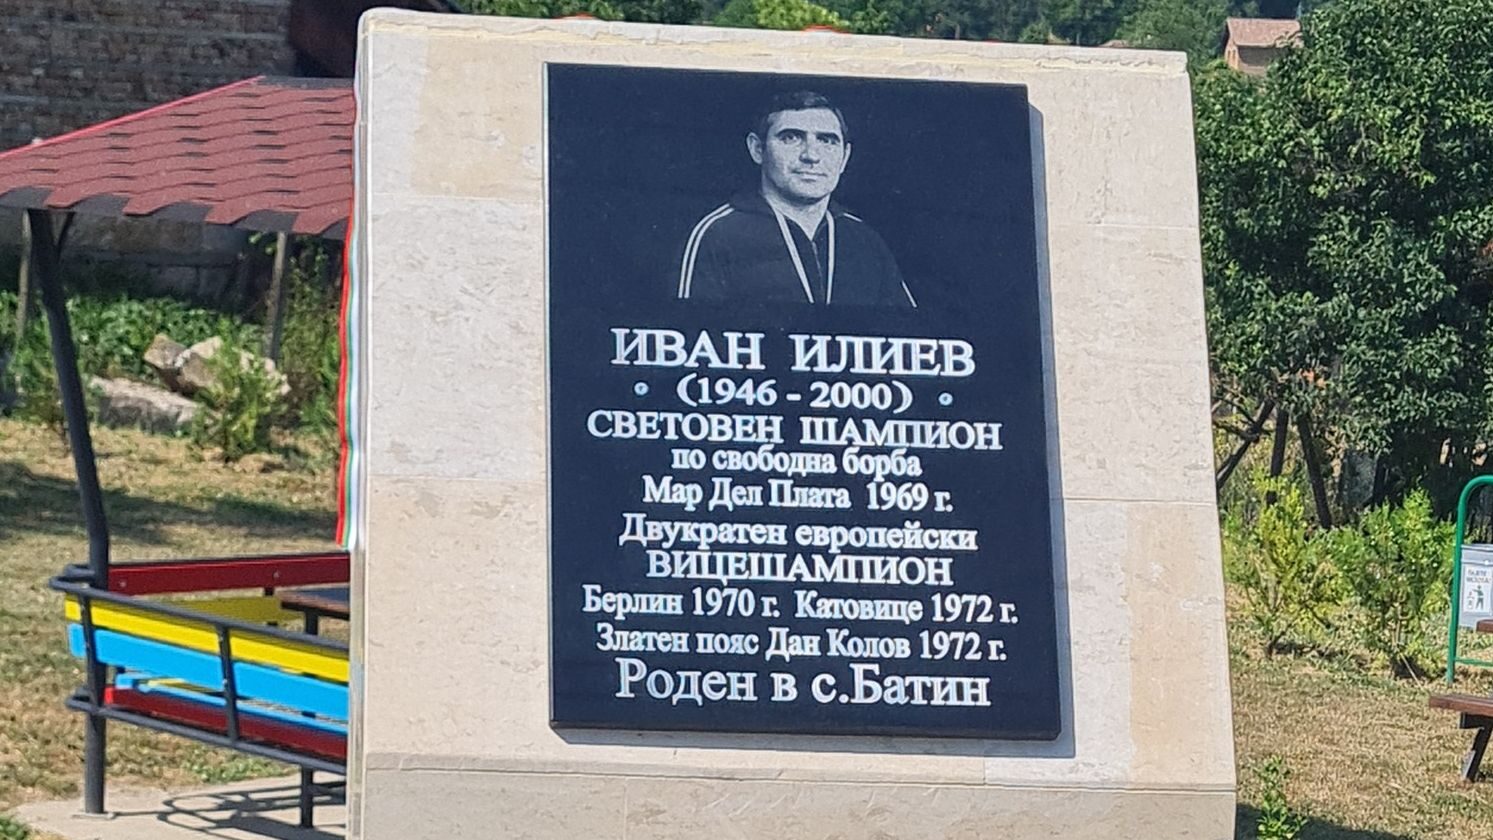 ИВАН ИЛИЕВ
(1946 - 2000)
СВЕТОВЕН ШАМПИОН
по свободна борба
Мар Дел Плата 1969 г.
Двукратен европейски
ВИЦЕШАМПИОН
Берлин 1970 г. Катовице 1972 г.
Златен пояс Дан Колов 1972 г.
Роден в с.Батин